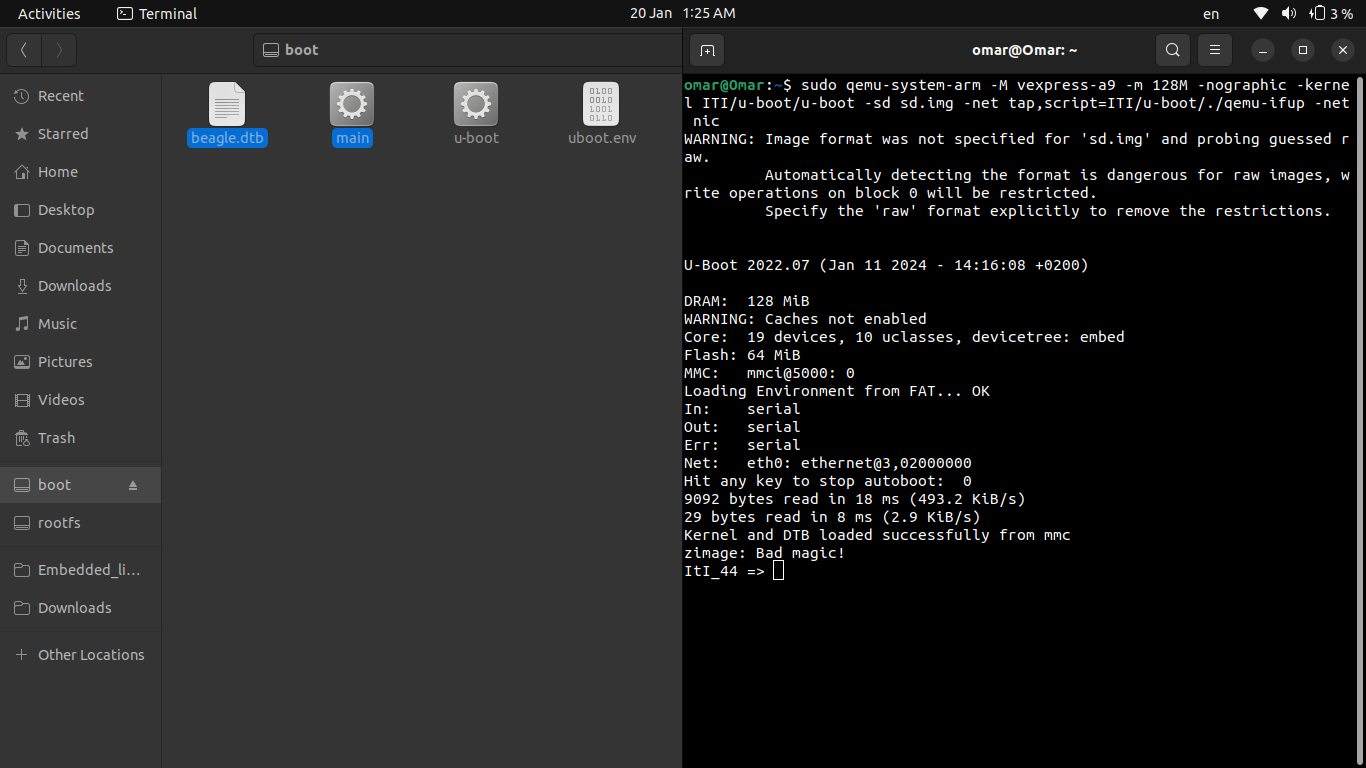 Activities
Terminal
20 Jan 1:25 AM
en
3 %
boot
Recent
Starred
Home
Desktop
Documents
Downloads
Music
Pictures
Videos
Trash
boot
rootfs
Embedded_li…
Downloads
Other Locations
beagle.dtb
main
u-boot
0100
0010
1001
0110
uboot.env
omar@Omar: ~
omar@Omar:~$ sudo qemu-system-arm -M vexpress-a9 -m 128M -nographic -kerne
l ITI/u-boot/u-boot -sd sd.img -net tap,script=ITI/u-boot/./qemu-ifup -net
nic
WARNING: Image format was not specified for 'sd.img' and probing guessed r
aw.
Automatically detecting the format is dangerous for raw images, w
rite operations on block 0 will be restricted.
Specify the 'raw' format explicitly to remove the restrictions.
U-Boot 2022.07 (Jan 11 2024 - 14:16:08 +0200)
DRAM: 128 MiB
WARNING: Caches not enabled
Core: 19 devices, 10 uclasses, devicetree: embed
Flash: 64 MiB
MMC: mmci@5000: 0
Loading Environment from FAT... OK
In: serial
Out: serial
Err: serial
Net: eth0: ethernet@3,02000000
Hit any key to stop autoboot: 0
9092 bytes read in 18 ms (493.2 KiB/s)
29 bytes read in 8 ms (2.9 KiB/s)
Kernel and DTB loaded successfully from mmc
zimage: Bad magic!
ItI_44 =>